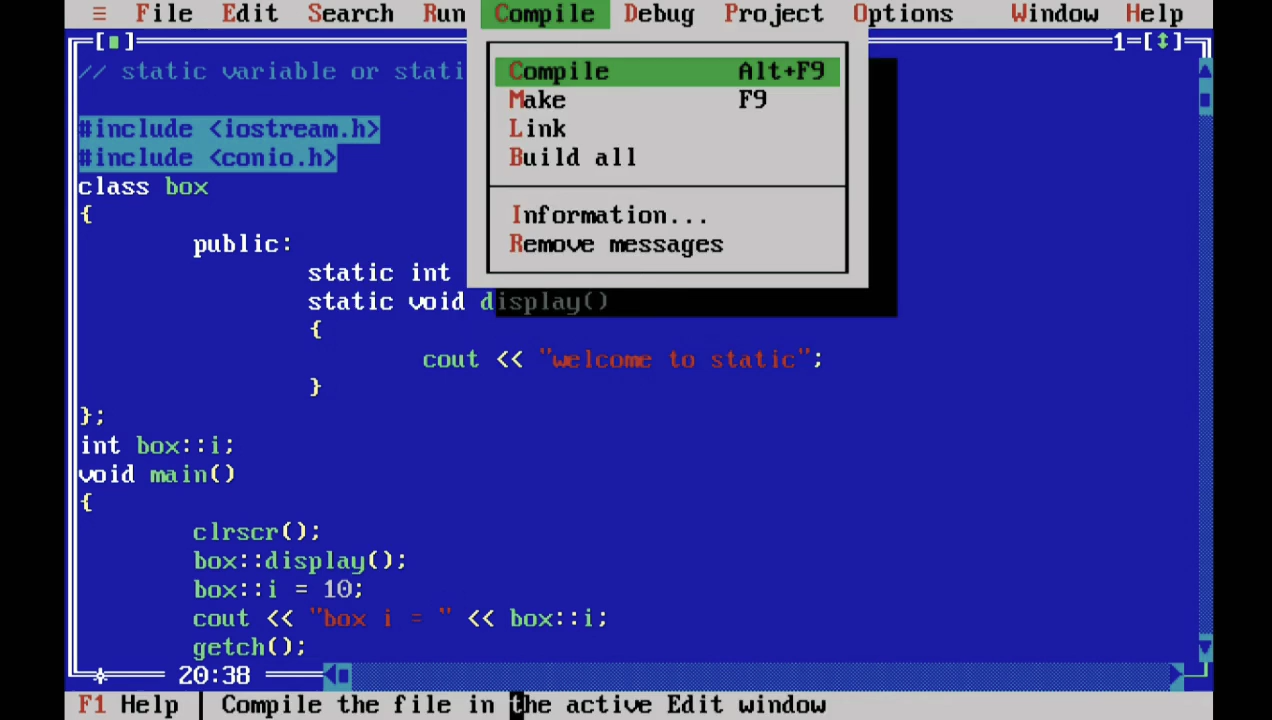 ≡ File Edit Search Run Compile Debug Project Options Window Help
[■] 1=[↕]
// static variable or stati
Compile Alt+F9
Make F9
Link
Build all
Information...
Remove messages
#include <iostream.h>
#include <conio.h>
class box
{
public:
static int
static void display()
{
cout << "welcome to static";
}
};
int box::i;
void main()
{
clrscr();
box::display();
box::i = 10;
cout << "box i = " << box::i;
getch();
20:38
F1 Help | Compile the file in the active Edit window